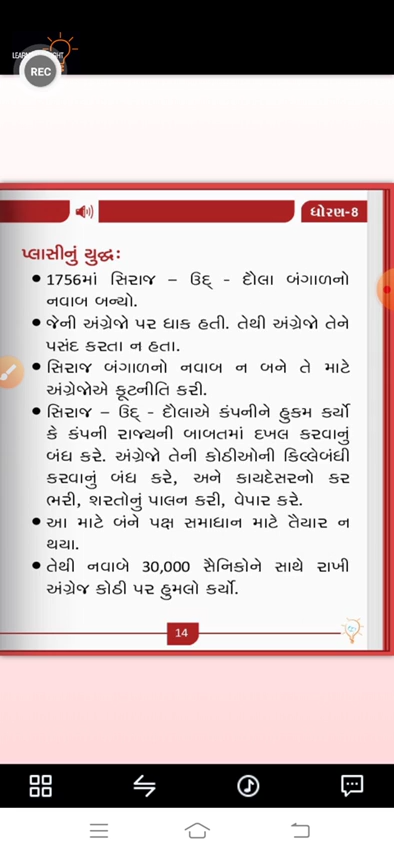 REC
ધોરણ-8
પ્લાસીનું યુદ્ધઃ
● 1756માં સિરાજ – ઉદ્ - દૌલા બંગાળનો
નવાબ બન્યો.
● જેની અંગ્રેજો પર ધાક હતી. તેથી અંગ્રેજો તેને
પસંદ કરતા ન હતા.
● સિરાજ બંગાળનો નવાબ ન બને તે માટે
અંગ્રેજોએ કૂટનીતિ કરી.
● સિરાજ – ઉદ્ - દૌલાએ કંપનીને હુકમ કર્યો
કે કંપની રાજ્યની બાબતમાં દખલ કરવાનું
બંધ કરે. અંગ્રેજો તેની કોઠીઓની કિલ્લેબંધી
કરવાનું બંધ કરે, અને કાયદેસરનો કર
ભરી, શરતોનું પાલન કરી, વેપાર કરે.
● આ માટે બંને પક્ષ સમાધાન માટે તૈયાર ન
થયા.
● તેથી નવાબે 30,000 સૈનિકોને સાથે રાખી
અંગ્રેજ કોઠી પર હુમલો કર્યો.
14